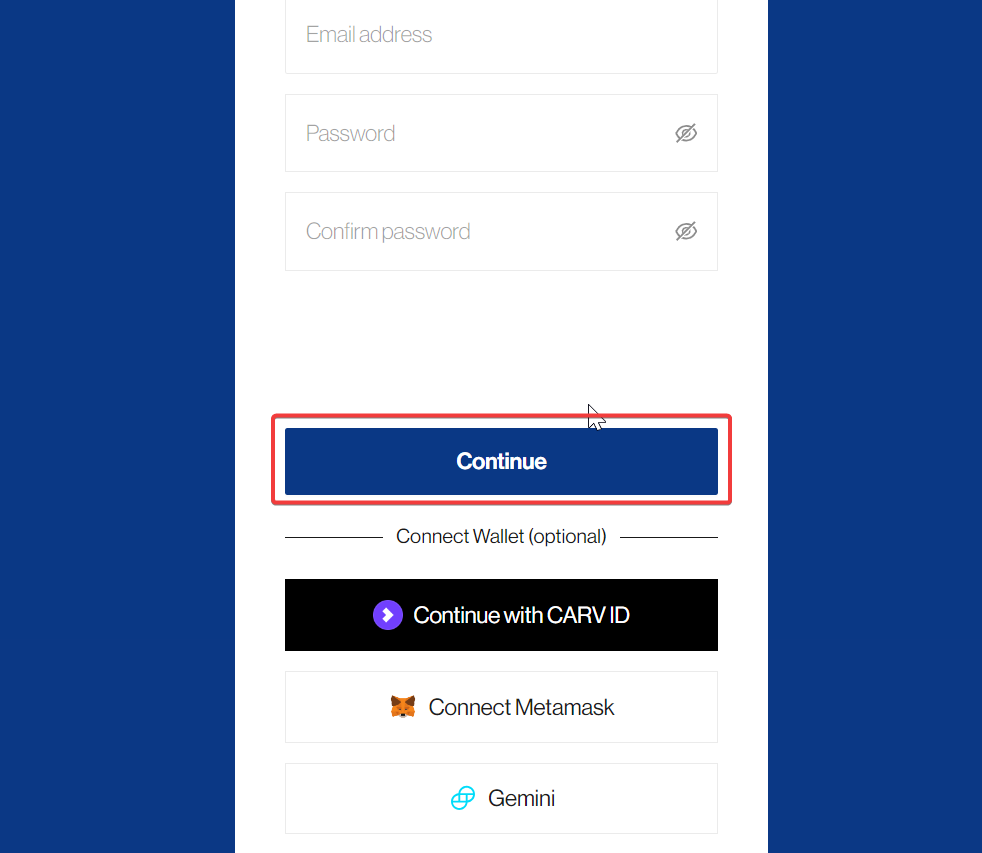 Email address
Password
Confirm password
Continue
Connect Wallet (optional)
Continue with CARV ID
Connect Metamask
Gemini